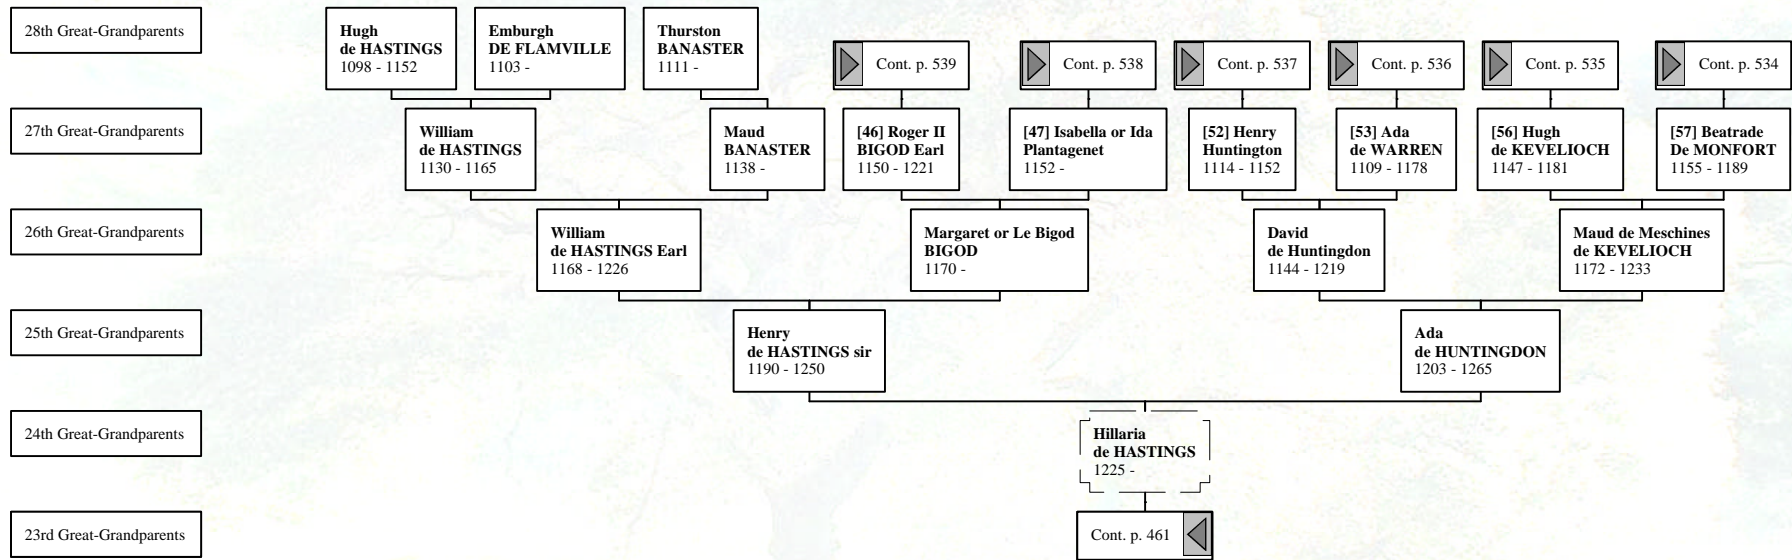 28th Great-Grandparents
Hugh
de HASTINGS
1098 - 1152
Emburgh
DE FLAMVILLE
1103 -
Thurston
BANASTER
1111 -
Cont. p. 539
Cont. p. 538
Cont. p. 537
Cont. p. 536
Cont. p. 535
Cont. p. 534
27th Great-Grandparents
William
de HASTINGS
1130 - 1165
Maud
BANASTER
1138 -
[46] Roger II
BIGOD Earl
1150 - 1221
[47] Isabella or Ida
Plantagenet
1152 -
[52] Henry
Huntington
1114 - 1152
[53] Ada
de WARREN
1109 - 1178
[56] Hugh
de KEVELIOCH
1147 - 1181
[57] Beatrade
De MONFORT
1155 - 1189
26th Great-Grandparents
William
de HASTINGS Earl
1168 - 1226
Margaret or Le Bigod
BIGOD
1170 -
David
de Huntingdon
1144 - 1219
Maud de Meschines
de KEVELIOCH
1172 - 1233
25th Great-Grandparents
Henry
de HASTINGS sir
1190 - 1250
Ada
de HUNTINGDON
1203 - 1265
24th Great-Grandparents
Hillaria
de HASTINGS
1225 -
23rd Great-Grandparents
Cont. p. 461